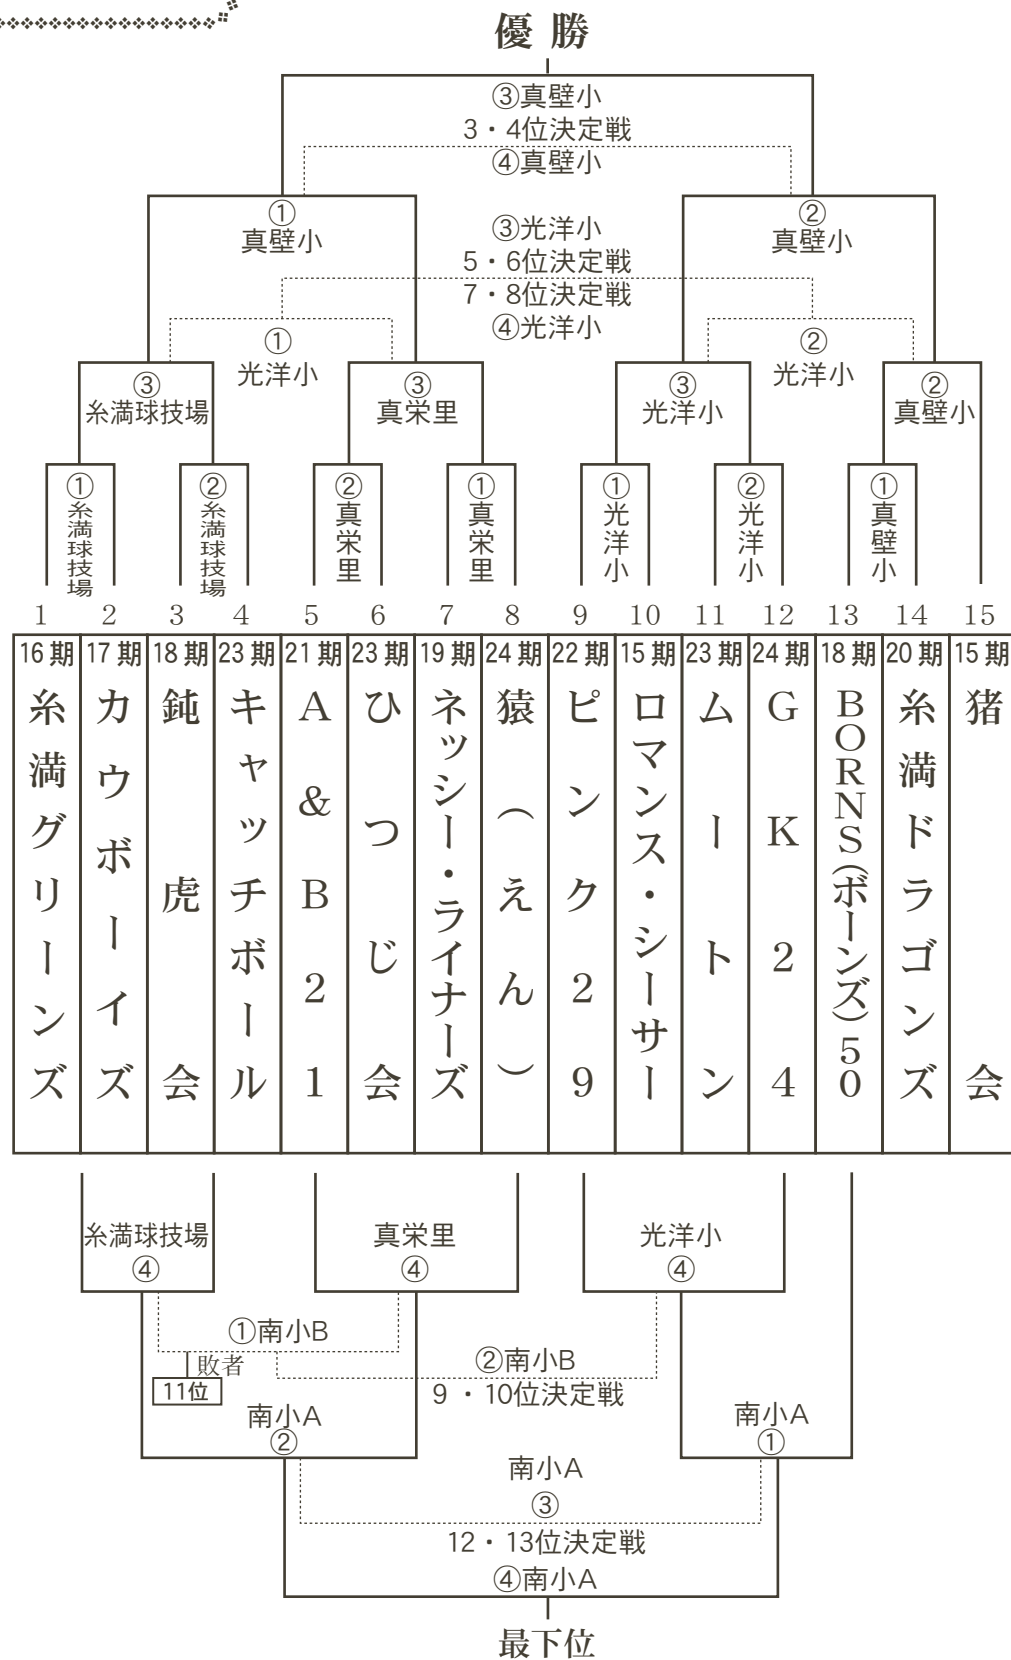 優勝
③真壁小
3・4位決定戦
④真壁小
①
真壁小
②
真壁小
③光洋小
5・6位決定戦
7・8位決定戦
④光洋小
①
光洋小
②
光洋小
③
糸満球技場
③
真栄里
③
光洋小
②
真壁小
①糸満球技場
②糸満球技場
②真栄里
①真栄里
①光洋小
②光洋小
①真壁小
1 2 3 4 5 6 7 8 9 10 11 12 13 14 15
16期 17期 18期 23期 21期 23期 19期 24期 22期 15期 23期 24期 18期 20期 15期
糸満グリーンズ
カウボーイズ
鈍虎会
キャッチボール
A&B21
ひつじ会
ネッシー・ライナーズ
猿（えん）
ピンク29
ロマンス・シーサー
ムートン
GK24
BORNS（ボーンズ）50
糸満ドラゴンズ
猪会
糸満球技場
④
真栄里
④
光洋小
④
①南小B
敗者
11位
②南小B
9・10位決定戦
南小A
②
南小A
①
南小A
③
12・13位決定戦
④南小A
最下位